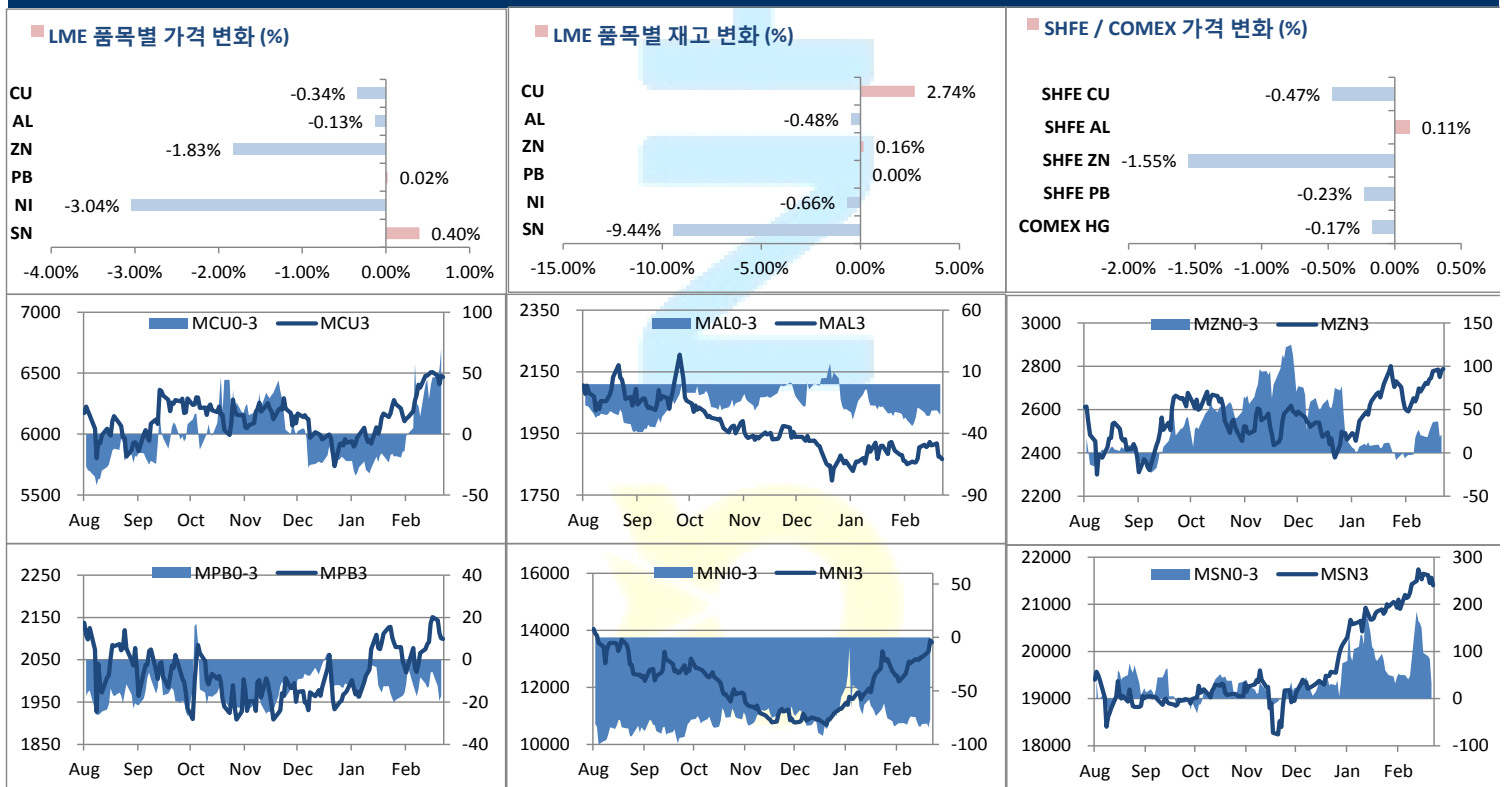 LME 품목별 가격 변화 (%)
CU -0.34%
AL -0.13%
ZN -1.83%
PB 0.02%
NI -3.04%
SN 0.40%
-4.00% -3.00% -2.00% -1.00% 0.00% 1.00%
LME 품목별 재고 변화 (%)
CU 2.74%
AL -0.48%
ZN 0.16%
PB 0.00%
NI -0.66%
SN -9.44%
-15.00% -10.00% -5.00% 0.00% 5.00%
SHFE / COMEX 가격 변화 (%)
SHFE CU -0.47%
SHFE AL 0.11%
SHFE ZN -1.55%
SHFE PB -0.23%
COMEX HG -0.17%
-2.00% -1.50% -1.00% -0.50% 0.00% 0.50%
MCU0-3 MCU3
7000 100
6500 50
6000 0
5500 -50
Aug Sep Oct Nov Dec Jan Feb
MAL0-3 MAL3
2350 60
2150 10
1950 -40
1750 -90
Aug Sep Oct Nov Dec Jan Feb
MZN0-3 MZN3
3000 150
2800 100
2600 50
2400 0
2200 -50
Aug Sep Oct Nov Dec Jan Feb
MPB0-3 MPB3
2250 40
2150 20
2050 0
1950 -20
1850 -40
Aug Sep Oct Nov Dec Jan Feb
MNI0-3 MNI3
16000
50
14000 0
12000 -50
10000 -100
Aug Sep Oct Nov Dec Jan Feb
MSN0-3 MSN3
22000 300
21000 200
20000 100
19000 0
18000 -100
Aug Sep Oct Nov Dec Jan Feb